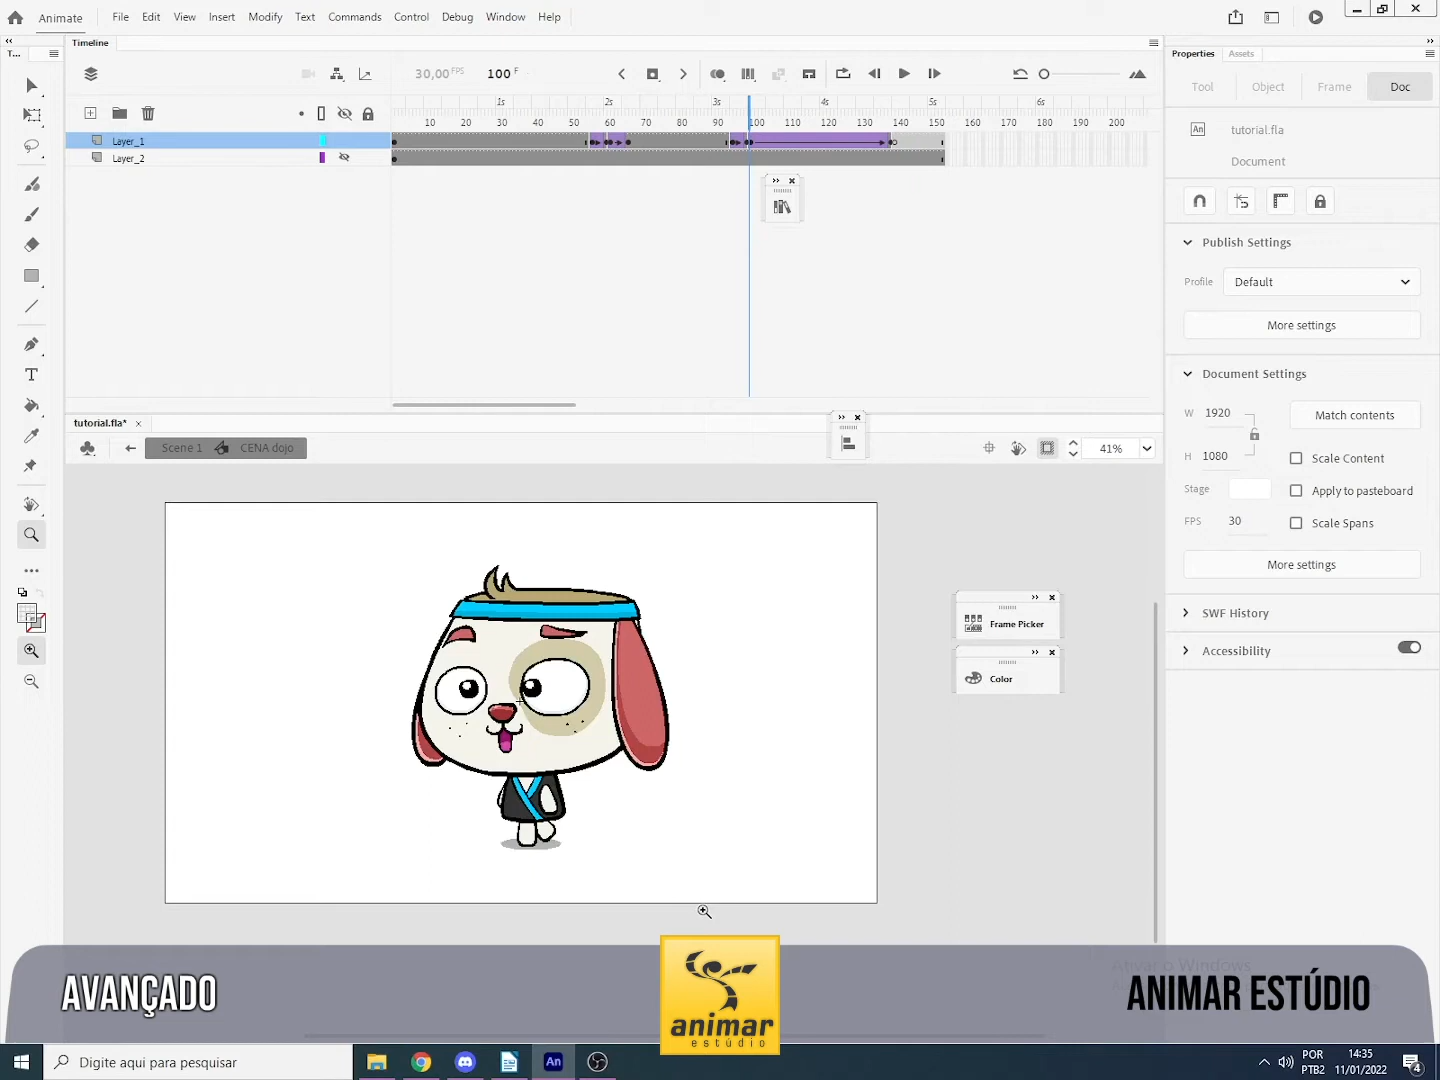 Animate File Edit View Insert Modify Text Commands Control Debug Window Help
T... Timeline Properties Assets
30,00 FPS 100 F
Tool Object Frame Doc
1s 2s 3s 4s 5s 6s
10 20 30 40 50 60 70 80 90 100 110 120 130 140 150 160 170 180 190 200
Layer_1
Layer_2
An tutorial.fla
Document
Publish Settings
Profile Default
More settings
Document Settings
W 1920 Match contents
H 1080 Scale Content
Stage Apply to pasteboard
FPS 30 Scale Spans
More settings
SWF History
Accessibility
tutorial.fla*
Scene 1 CENA dojo 41%
Frame Picker
Color
Ativar o Windows
AVANÇADO
animar
estúdio
ANIMAR ESTÚDIO
Digite aqui para pesquisar
An
POR
PTB2
14:35
11/01/2022
4